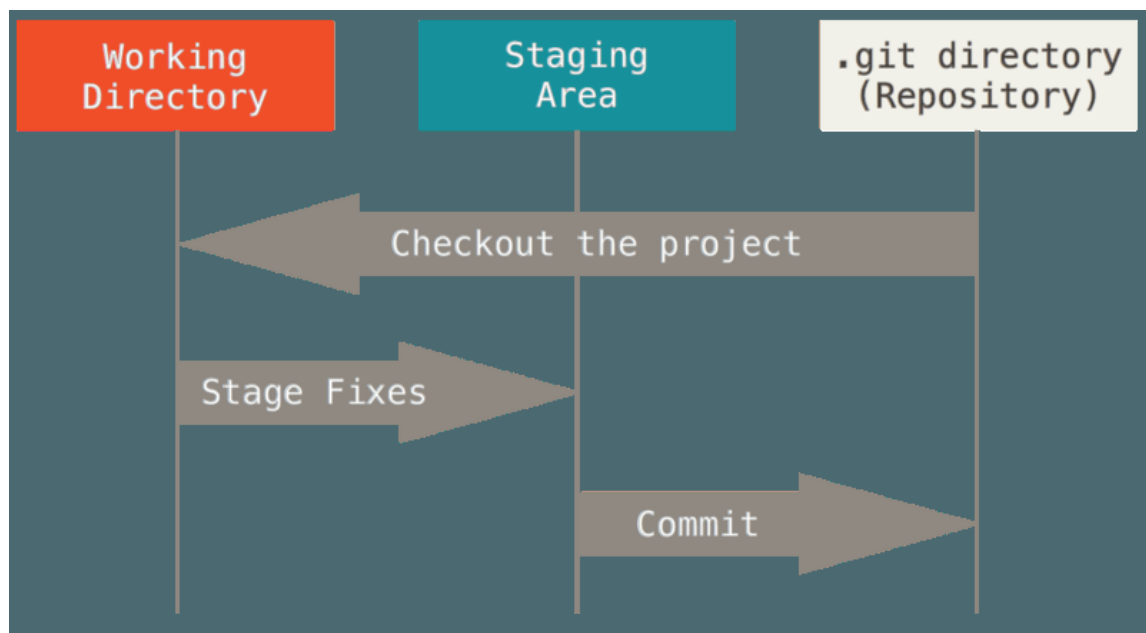 Working
Directory
Staging
Area
.git directory
(Repository)
Checkout the project
Stage Fixes
Commit